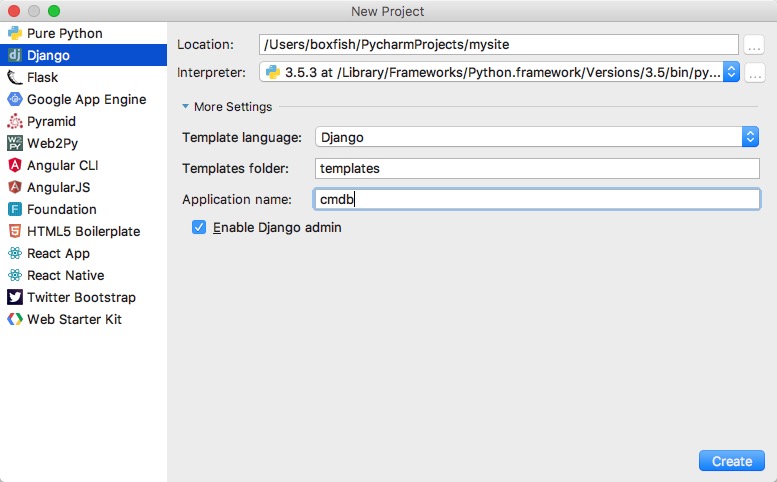 New Project
Pure Python
Django
Flask
Google App Engine
Pyramid
Web2Py
Angular CLI
AngularJS
Foundation
HTML5 Boilerplate
React App
React Native
Twitter Bootstrap
Web Starter Kit
Location: /Users/boxfish/PycharmProjects/mysite ...
Interpreter: 3.5.3 at /Library/Frameworks/Python.framework/Versions/3.5/bin/py... ...
More Settings
Template language: Django
Templates folder: templates
Application name: cmdb
Enable Django admin
Create